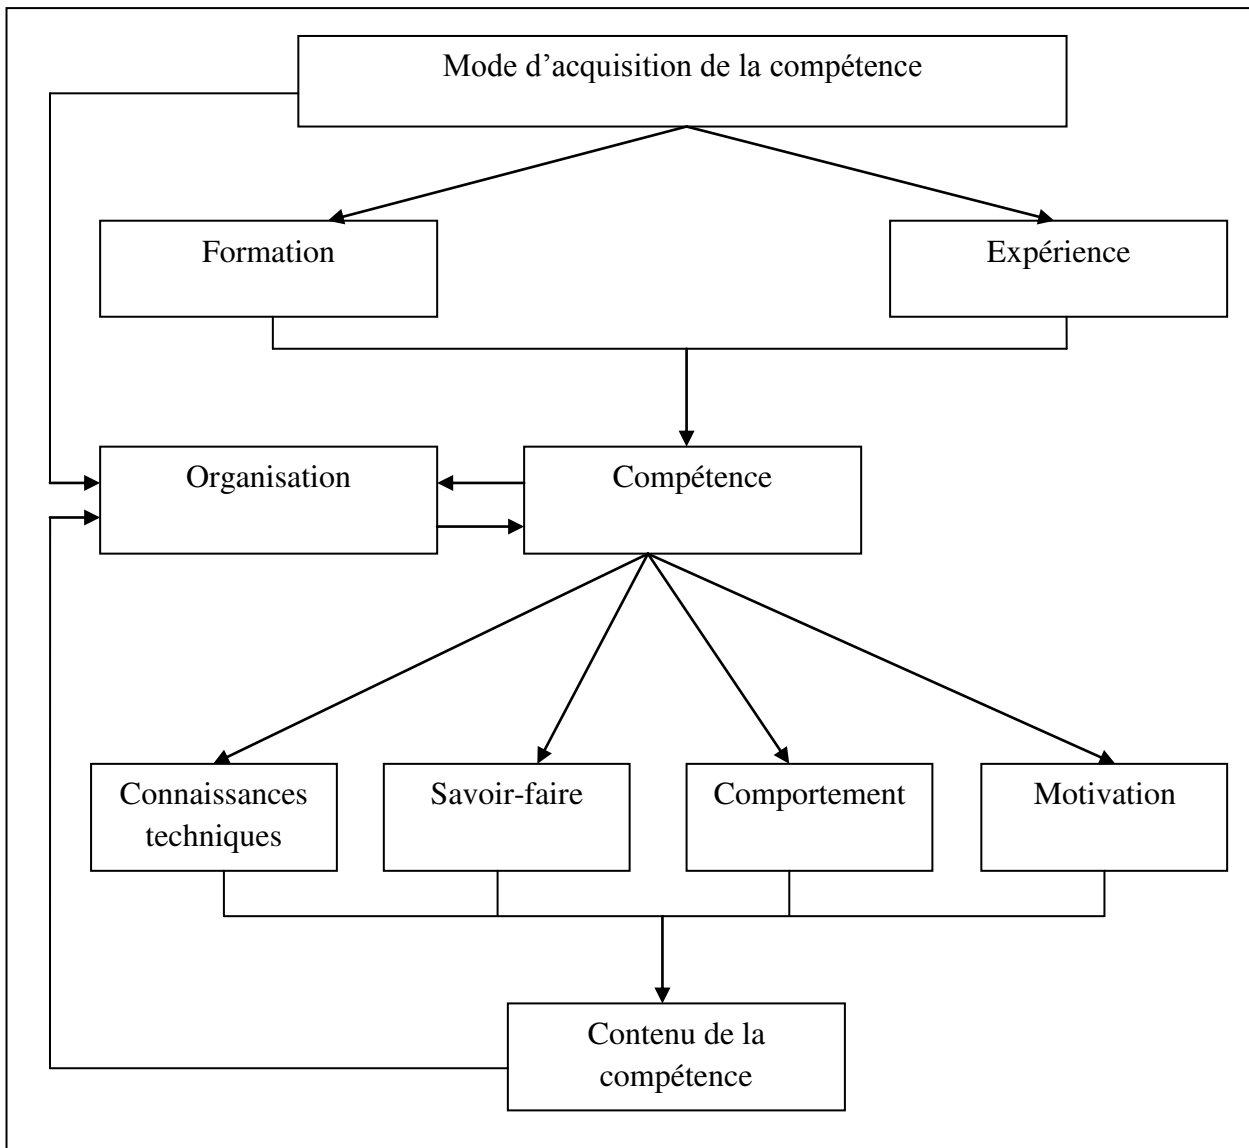 Mode d’acquisition de la compétence
Formation
Expérience
Organisation
Compétence
Connaissances
techniques
Savoir-faire
Comportement
Motivation
Contenu de la
compétence